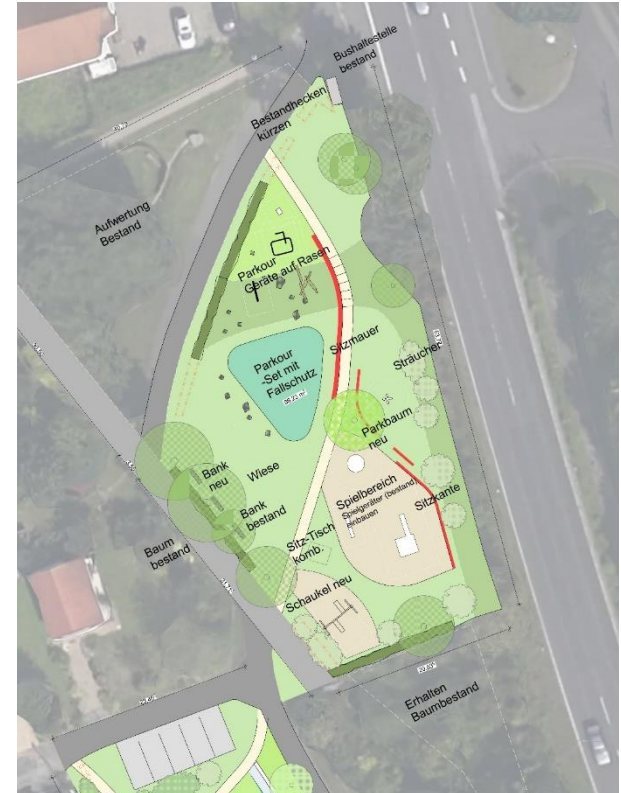 Bushaltestelle
bestand
Bestandhecken
kürzen
Aufwertung
Bestand
Parkour
Geräte auf Rasen
Sitzmauer
Parkour
-Set mit
Fallschutz
Sträucher
Parkbaum
neu
Bank
neu
Wiese
Bank
bestand
Spielbereich
Spielgeräter (bestand)
einbauen
Sitzkante
Baum
bestand
Sitz-Tisch
komb.
Schaukel neu
Erhalten
Baumbestand